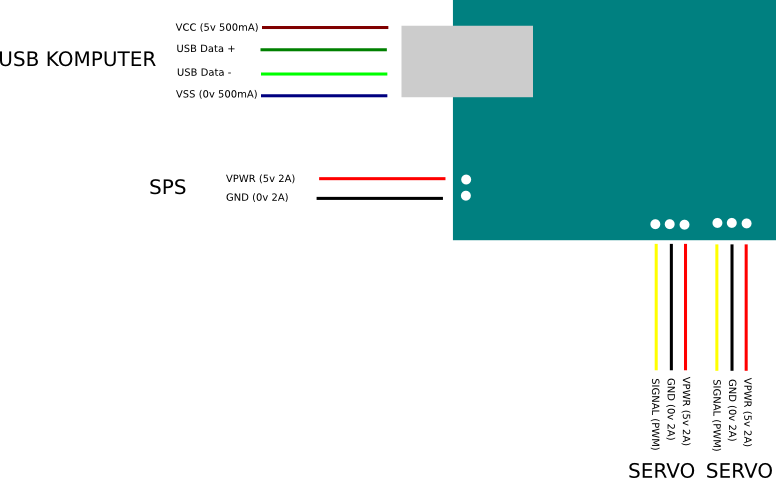 VCC (5v 500mA)
USB Data +
USB KOMPUTER
USB Data -
VSS (0v 500mA)
VPWR (5v 2A)
SPS
GND (0v 2A)
SIGNAL (PWM)
GND (0v 2A)
VPWR (5v 2A)
SIGNAL (PWM)
GND (0v 2A)
VPWR (5v 2A)
SERVO
SERVO